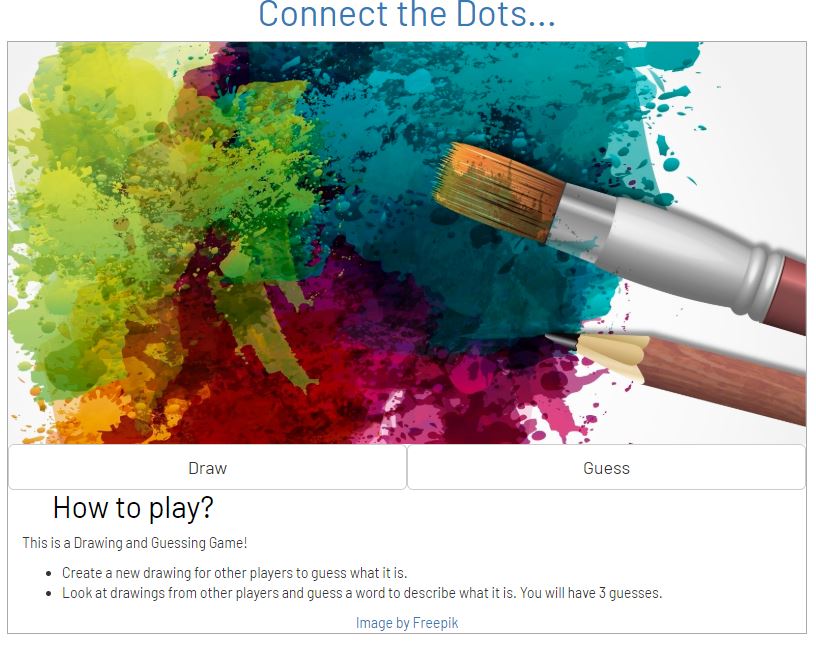 Connect the Dots...
Draw
Guess
How to play?
This is a Drawing and Guessing Game!
Create a new drawing for other players to guess what it is.
Look at drawings from other players and guess a word to describe what it is. You will have 3 guesses.
Image by Freepik